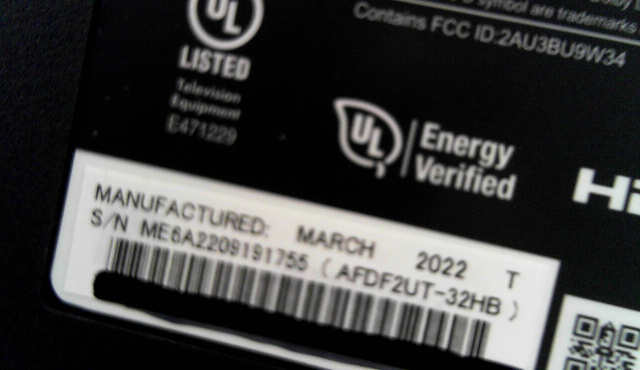 symbol are trademarks
Contains FCC ID:2AU3BU9W34
UL
LISTED
Television
Equipment
E471229
UL
Energy
Verified
MANUFACTURED: MARCH 2022 T
S/N ME6A2209191755 ( AFDF2UT-32HB )